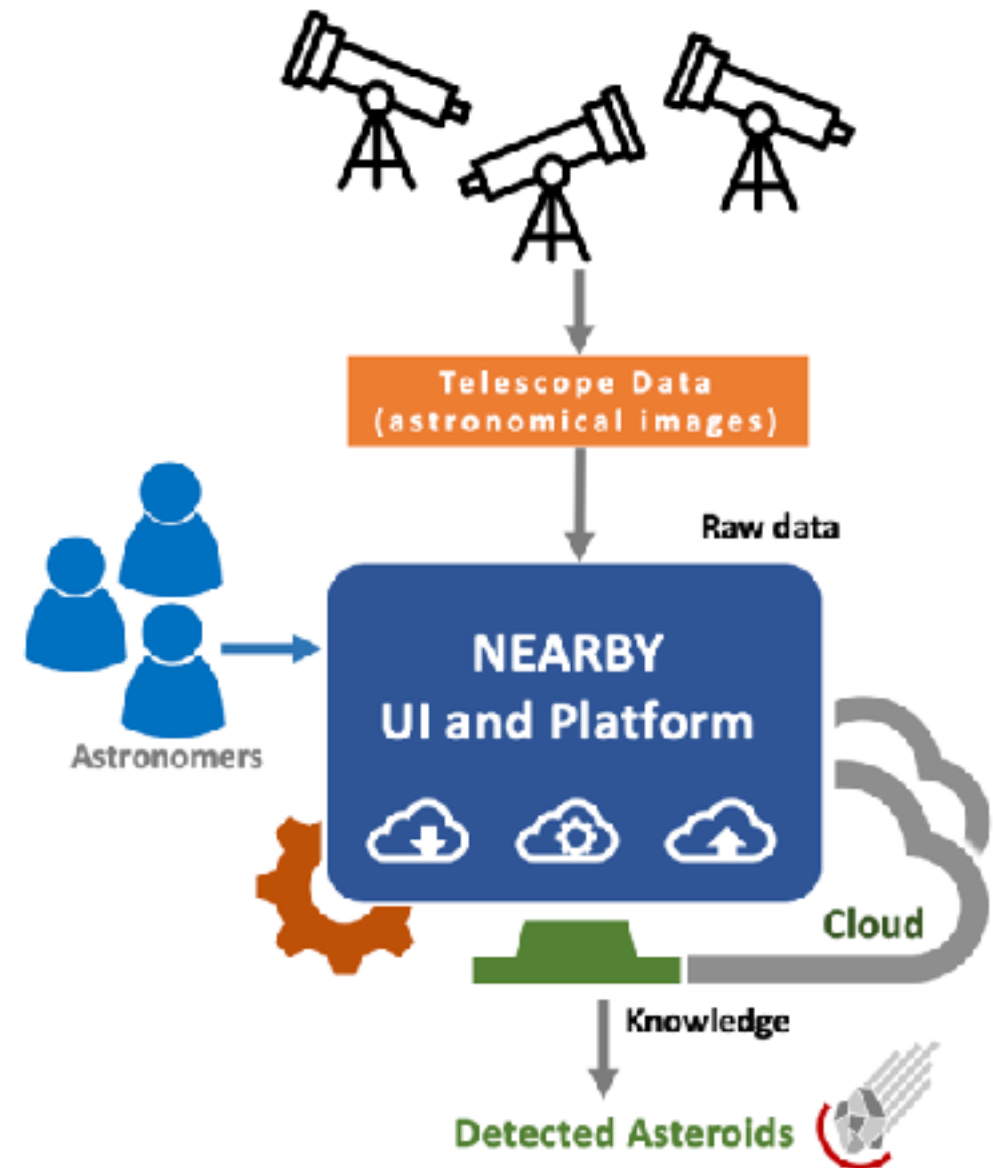 Telescope Data
(astronomical images)
Raw data
NEARBY
UI and Platform
Astronomers
Cloud
Knowledge
Detected Asteroids